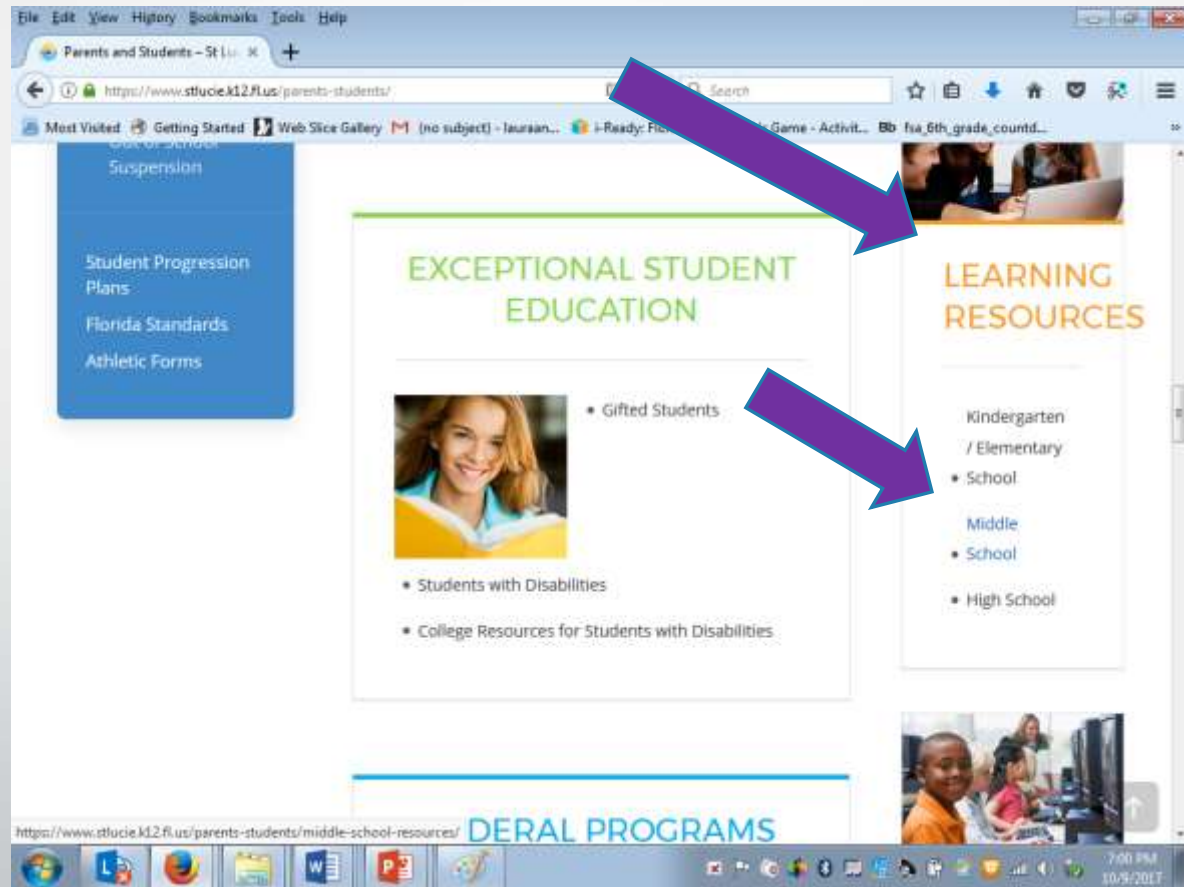 File Edit View History Bookmarks Tools Help
Parents and Students – St Lu
https://www.stlucie.k12.fl.us/parents-students/
Search
Most Visited Getting Started Web Slice Gallery (no subject) - lauraan... i-Ready: Game - Activit... fsa_6th_grade_countd...
Out of School
Suspension
Student Progression
Plans
Florida Standards
Athletic Forms
EXCEPTIONAL STUDENT
EDUCATION
• Gifted Students
• Students with Disabilities
• College Resources for Students with Disabilities
LEARNING
RESOURCES
Kindergarten
/ Elementary
• School
Middle
• School
• High School
https://www.stlucie.k12.fl.us/parents-students/middle-school-resources/
DERAL PROGRAMS
7:00 PM
10/9/2017